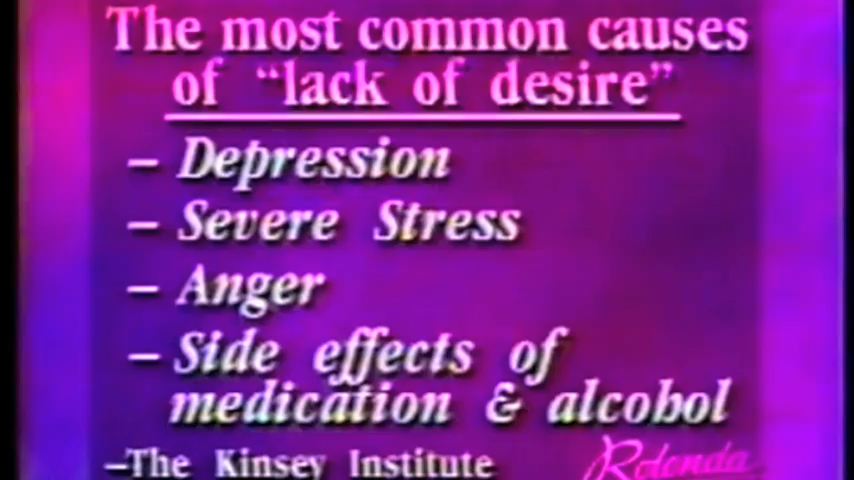 The most common causes
of “lack of desire”
– Depression
– Severe Stress
– Anger
– Side effects of
medication & alcohol
–The Kinsey Institute
Rolonda